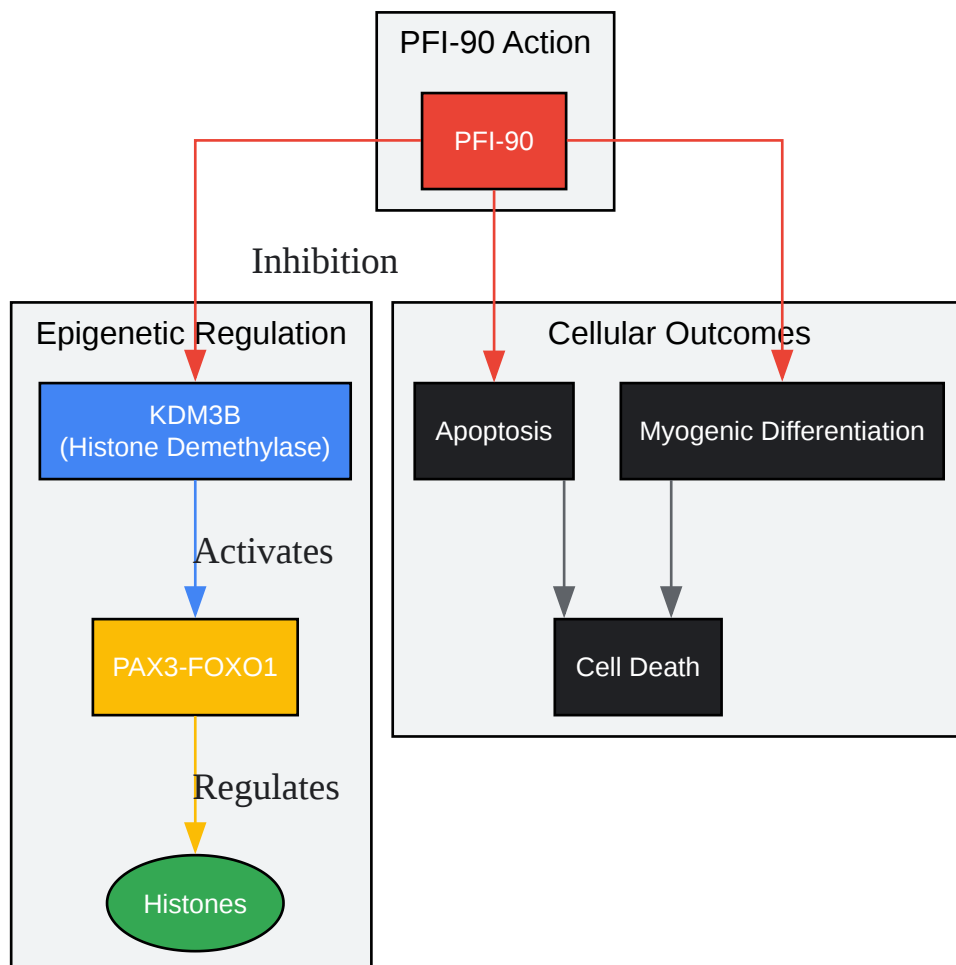 PFI-90 Action
PFI-90
Inhibition
Epigenetic Regulation
Cellular Outcomes
KDM3B
(Histone Demethylase)
Apoptosis
Myogenic Differentiation
Activates
PAX3-FOXO1
Cell Death
Regulates
Histones